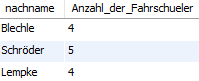 nachname Anzahl_der_Fahrschueler
Blechle 4
Schröder 5
Lempke 4